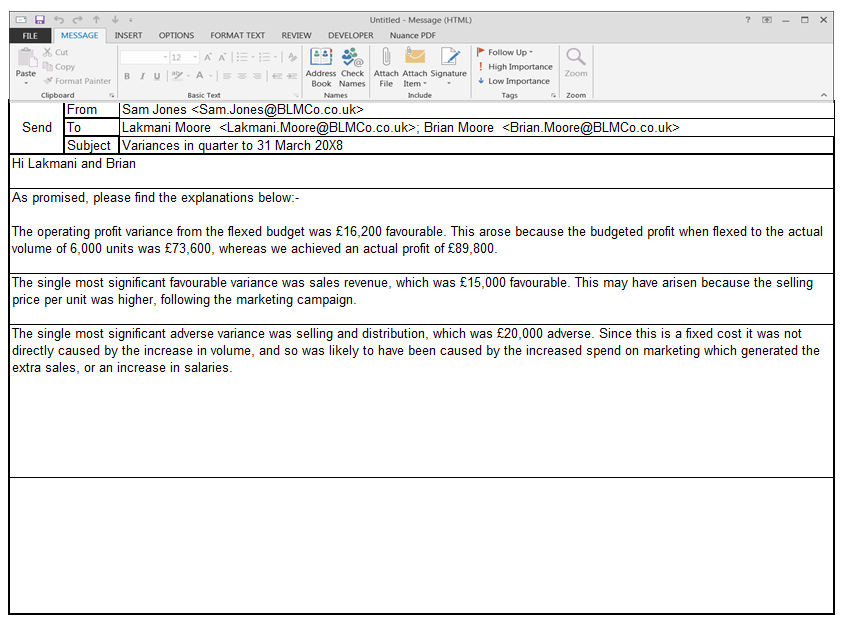 Untitled - Message (HTML)
?
FILE MESSAGE INSERT OPTIONS FORMAT TEXT REVIEW DEVELOPER Nuance PDF
Paste
Cut
Copy
Format Painter
Clipboard
12 A A
B I U A
Basic Text
Address Book
Check Names
Names
Attach File
Attach Item
Signature
Include
Follow Up
! High Importance
Low Importance
Tags
Zoom
Zoom
Send
From Sam Jones <Sam.Jones@BLMCo.co.uk>
To Lakmani Moore <Lakmani.Moore@BLMCo.co.uk>; Brian Moore <Brian.Moore@BLMCo.co.uk>
Subject Variances in quarter to 31 March 20X8
Hi Lakmani and Brian
As promised, please find the explanations below:-
The operating profit variance from the flexed budget was £16,200 favourable. This arose because the budgeted profit when flexed to the actual
volume of 6,000 units was £73,600, whereas we achieved an actual profit of £89,800.
The single most significant favourable variance was sales revenue, which was £15,000 favourable. This may have arisen because the selling
price per unit was higher, following the marketing campaign.
The single most significant adverse variance was selling and distribution, which was £20,000 adverse. Since this is a fixed cost it was not
directly caused by the increase in volume, and so was likely to have been caused by the increased spend on marketing which generated the
extra sales, or an increase in salaries.